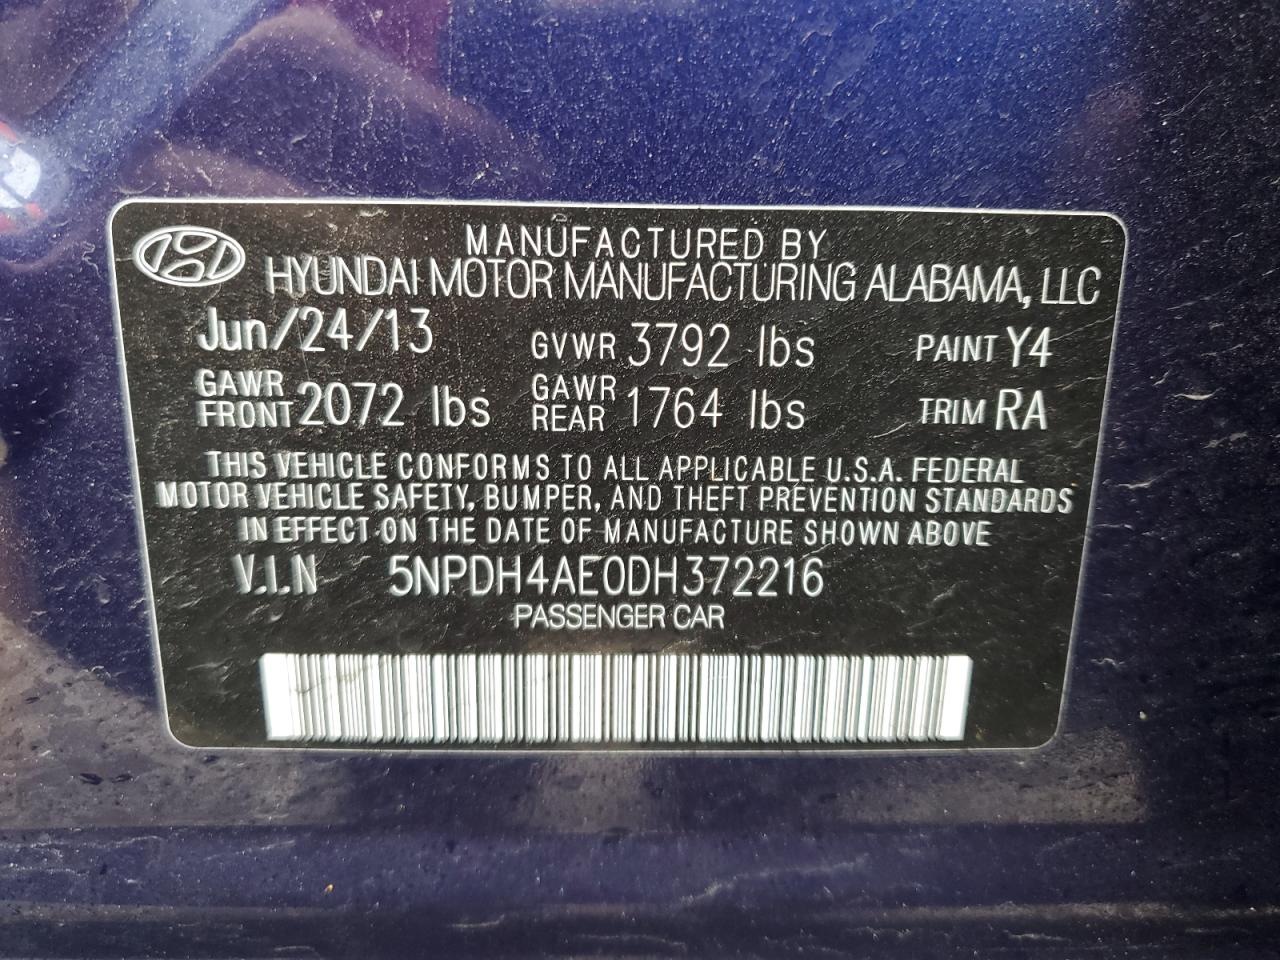 MANUFACTURED BY
HYUNDAI MOTOR MANUFACTURING ALABAMA, LLC
Jun/24/13 GVWR 3792 lbs PAINT Y4
GAWR FRONT 2072 lbs GAWR REAR 1764 lbs TRIM RA
THIS VEHICLE CONFORMS TO ALL APPLICABLE U.S.A. FEDERAL
MOTOR VEHICLE SAFETY, BUMPER, AND THEFT PREVENTION STANDARDS
IN EFFECT ON THE DATE OF MANUFACTURE SHOWN ABOVE
V.I.N 5NPDH4AE0DH372216
PASSENGER CAR